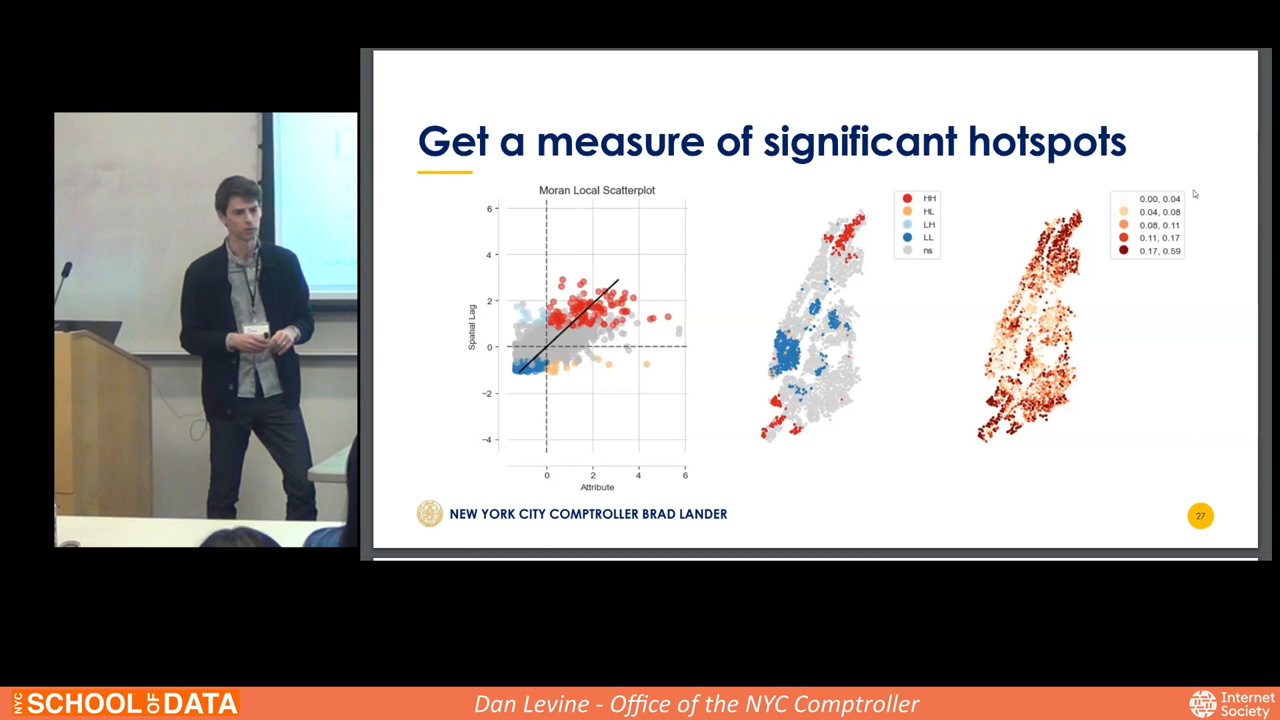 Get a measure of significant hotspots
Moran Local Scatterplot
6
4
2
0
−2
−4
Spatial Lag
0 2 4 6
Attribute
HH
HL
LH
LL
ns
0.00, 0.04
0.04, 0.08
0.08, 0.11
0.11, 0.17
0.17, 0.59
NEW YORK CITY COMPTROLLER BRAD LANDER
27
NYC SCHOOL OF DATA
Dan Levine - Office of the NYC Comptroller
Internet
Society